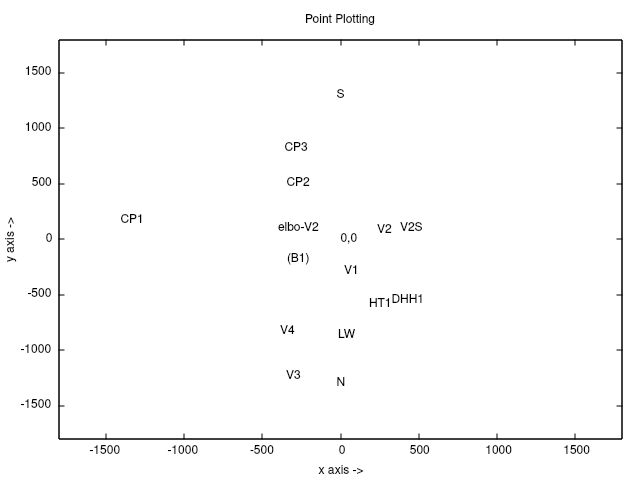 Point Plotting
1500
S
1000
CP3
500
CP2
CP1
elbo-V2
V2
V2S
0
0,0
(B1)
V1
-500
HT1
DHH1
V4
LW
-1000
V3
N
-1500
y axis ->
-1500 -1000 -500 0 500 1000 1500
x axis ->